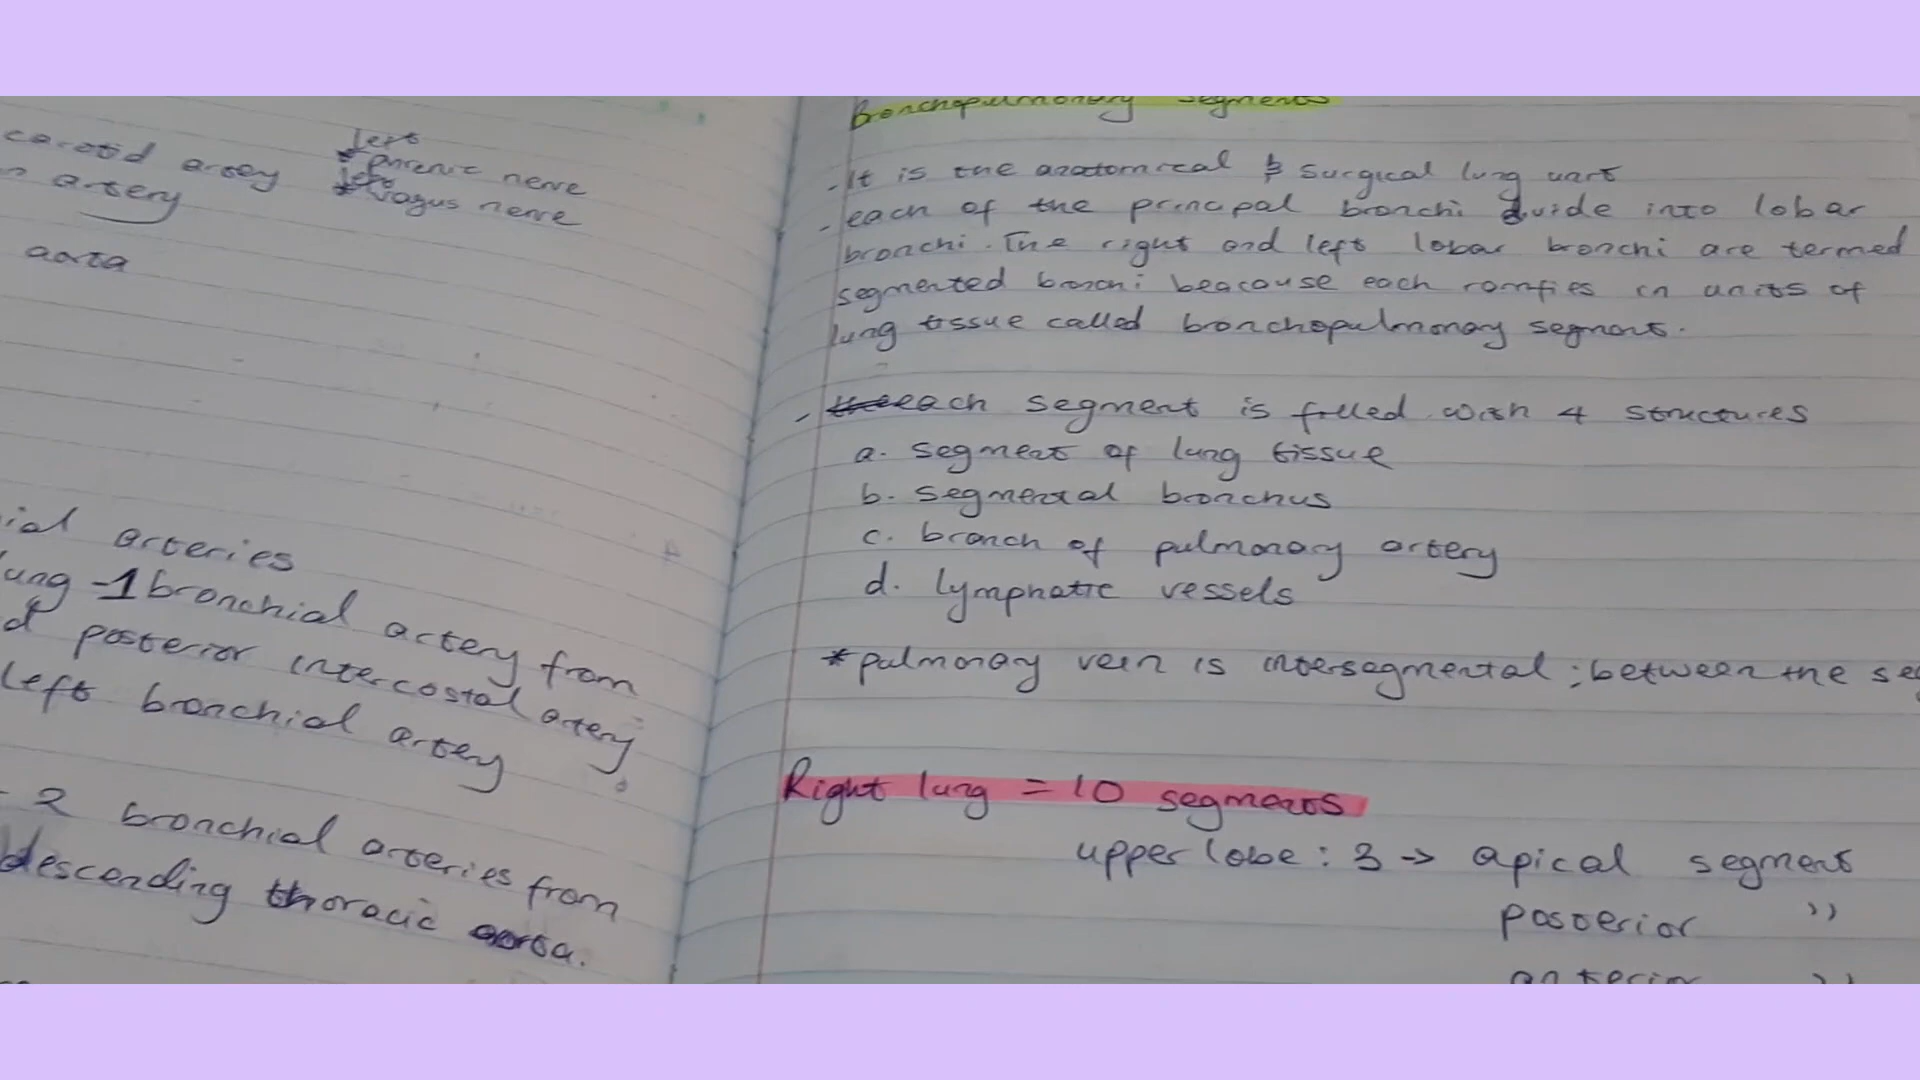 carotid artery
artery
aorta
left
phrenic nerve
left
vagus nerve
ial arteries
ung - 1 bronchial artery from
d posterior intercostal artery
left bronchial artery
- 2 bronchial arteries from
descending thoracic aorta.
Bronchopulmonary segments
- It is the anatomical & surgical lung unit
- each of the principal bronchi divide into lobar
bronchi. The right and left lobar bronchi are termed
segmented bronchi beacause each ramfies in units of
lung tissue called bronchopulmonary segment.
- each segment is filled with 4 structures
a. segment of lung tissue
b. segmental bronchus
c. branch of pulmonary artery
d. lymphatic vessels
* pulmonary vein is intersegmental ; between the seg
Right lung = 10 segments
upper lobe : 3 -> apical segment
posterior ''
anterior ''